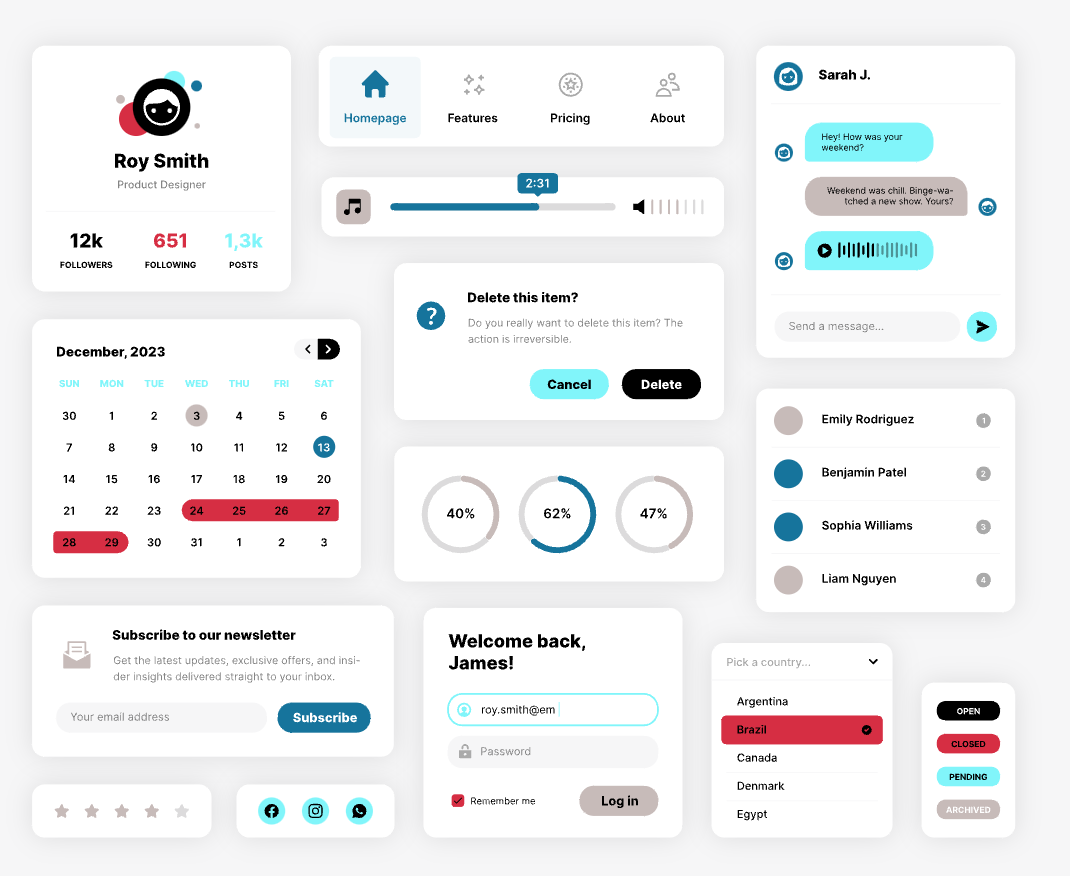 Roy Smith
Product Designer
12k 651 1,3k
FOLLOWERS FOLLOWING POSTS
Homepage Features Pricing About
2:31
Sarah J.
Hey! How was your
weekend?
Weekend was chill. Binge-wa-
tched a new show. Yours?
Send a message...
Delete this item?
Do you really want to delete this item? The
action is irreversible.
Cancel Delete
December, 2023
SUN MON TUE WED THU FRI SAT
30 1 2 3 4 5 6
7 8 9 10 11 12 13
14 15 16 17 18 19 20
21 22 23 24 25 26 27
28 29 30 31 1 2 3
40% 62% 47%
Emily Rodriguez 1
Benjamin Patel 2
Sophia Williams 3
Liam Nguyen 4
Subscribe to our newsletter
Get the latest updates, exclusive offers, and insi-
der insights delivered straight to your inbox.
Your email address Subscribe
Welcome back,
James!
roy.smith@em
Password
Remember me Log in
Pick a country...
Argentina
Brazil
Canada
Denmark
Egypt
OPEN
CLOSED
PENDING
ARCHIVED